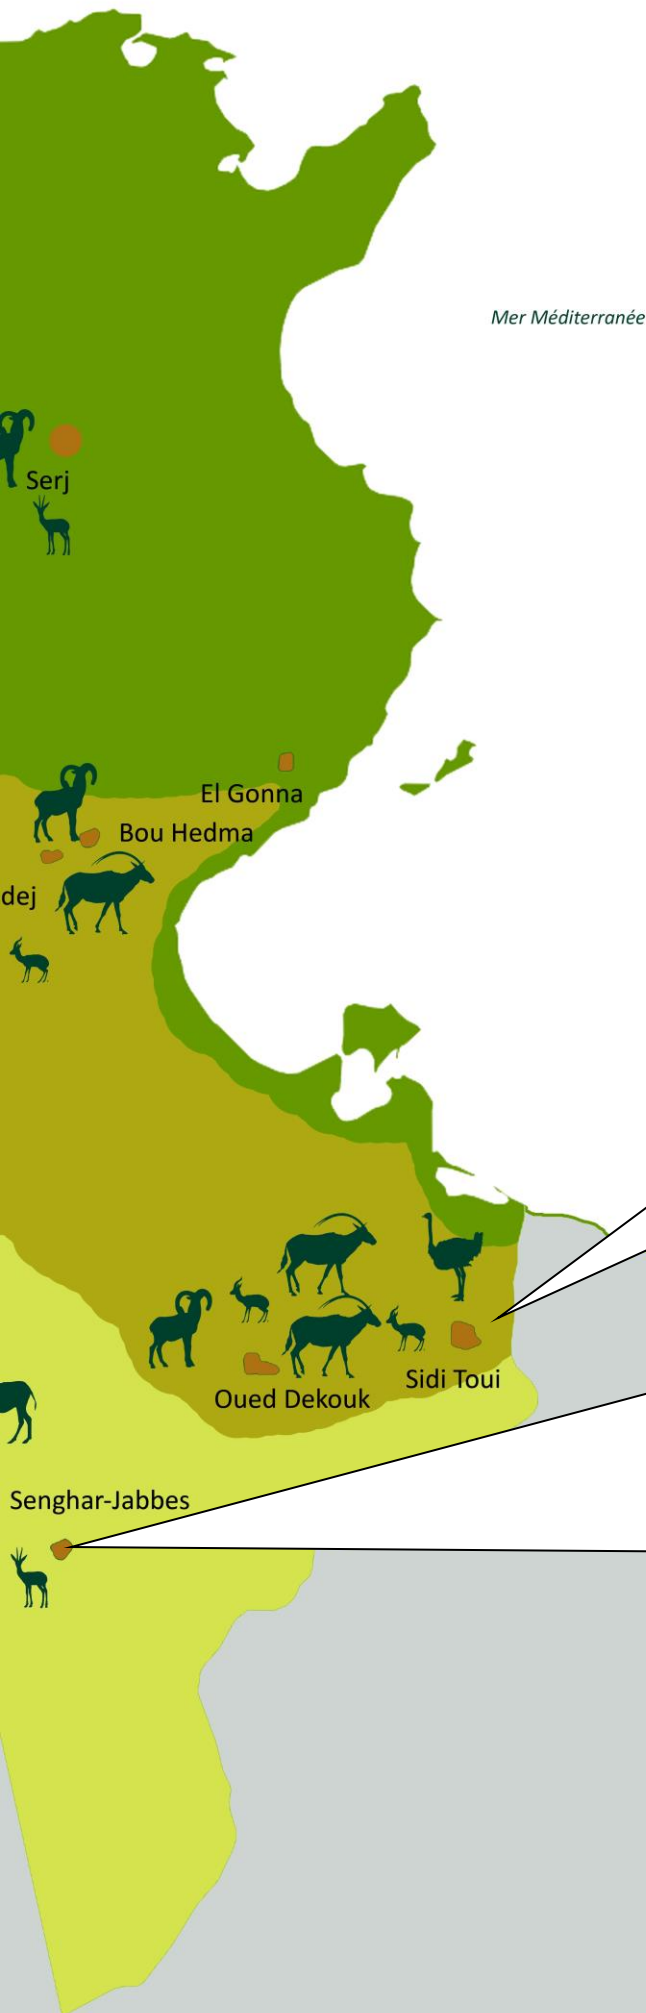 Mer Méditerranée
Serj
El Gonna
Bou Hedma
dej
Sidi Toui
Oued Dekouk
Senghar-Jabbes